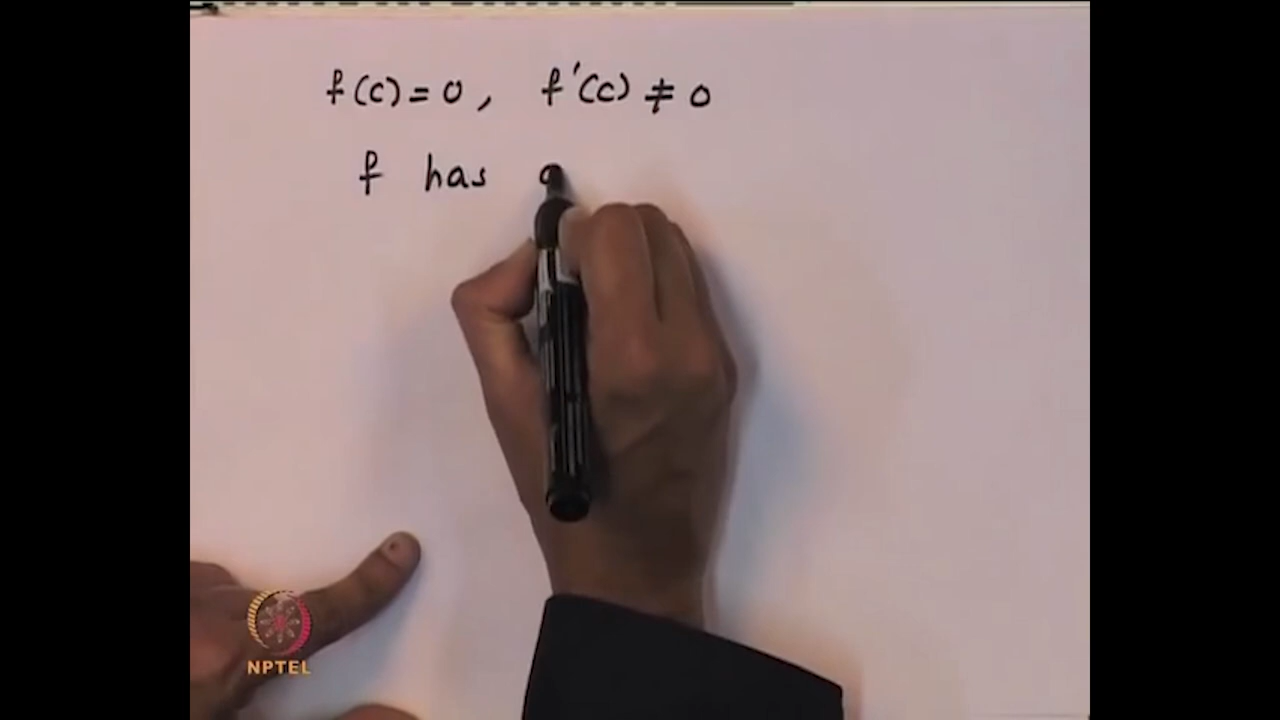 f(c) = 0, f'(c) ≠ 0
f has
NPTEL